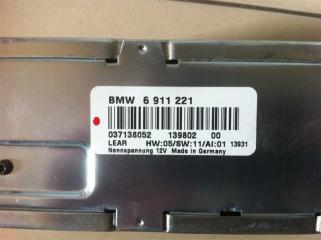 BMW 6 911 221
037138052 139802 00
LEAR HW:05/SW:11/AI:01 13931
Nennspannung 12V Made in Germany